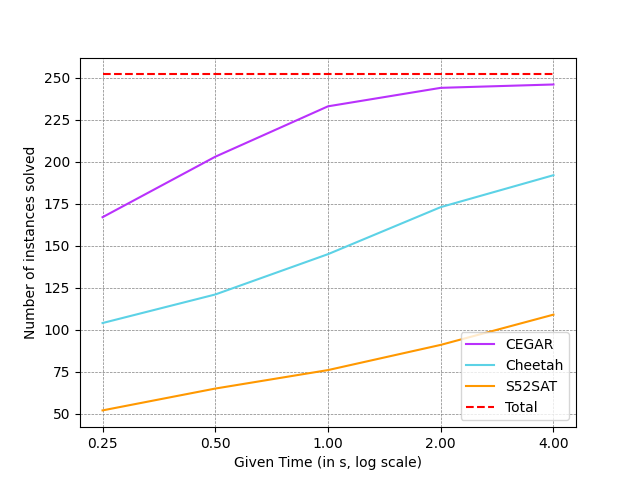 Number of instances solved
250
225
200
175
150
125
100
75
50
CEGAR
Cheetah
S52SAT
Total
0.25 0.50 1.00 2.00 4.00
Given Time (in s, log scale)